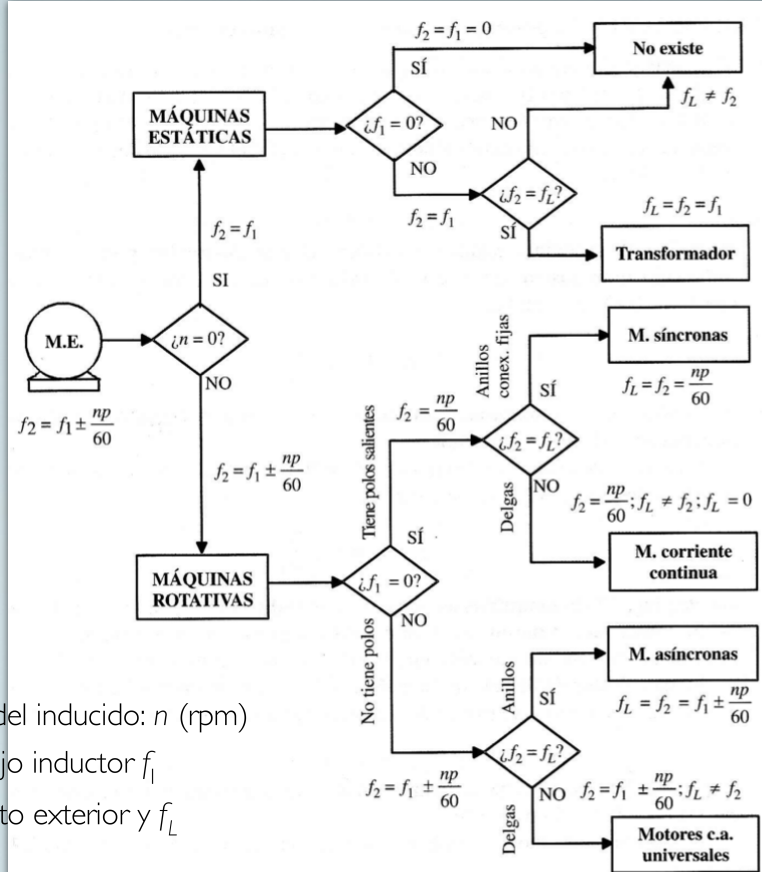 f₂ = f₁ = 0
SÍ
No existe
MÁQUINAS
ESTÁTICAS
¿f₁ = 0?
NO
f_L ≠ f₂
NO
f₂ = f₁
¿f₂ = f_L?
SÍ
f_L = f₂ = f₁
Transformador
f₂ = f₁
SI
M.E.
¿n = 0?
NO
f₂ = f₁ ± np/60
f₂ = f₁ ± np/60
MÁQUINAS
ROTATIVAS
¿f₁ = 0?
Tiene polos salientes
SÍ
f₂ = np/60
¿f₂ = f_L?
Anillos
conex. fijas
SÍ
M. síncronas
f_L = f₂ = np/60
Delgas
NO
f₂ = np/60; f_L ≠ f₂; f_L = 0
M. corriente
continua
No tiene polos
NO
f₂ = f₁ ± np/60
¿f₂ = f_L?
Anillos
SÍ
M. asíncronas
f_L = f₂ = f₁ ± np/60
Delgas
NO
f₂ = f₁ ± np/60; f_L ≠ f₂
Motores c.a.
universales
del inducido: n (rpm)
jo inductor f₁
to exterior y f_L